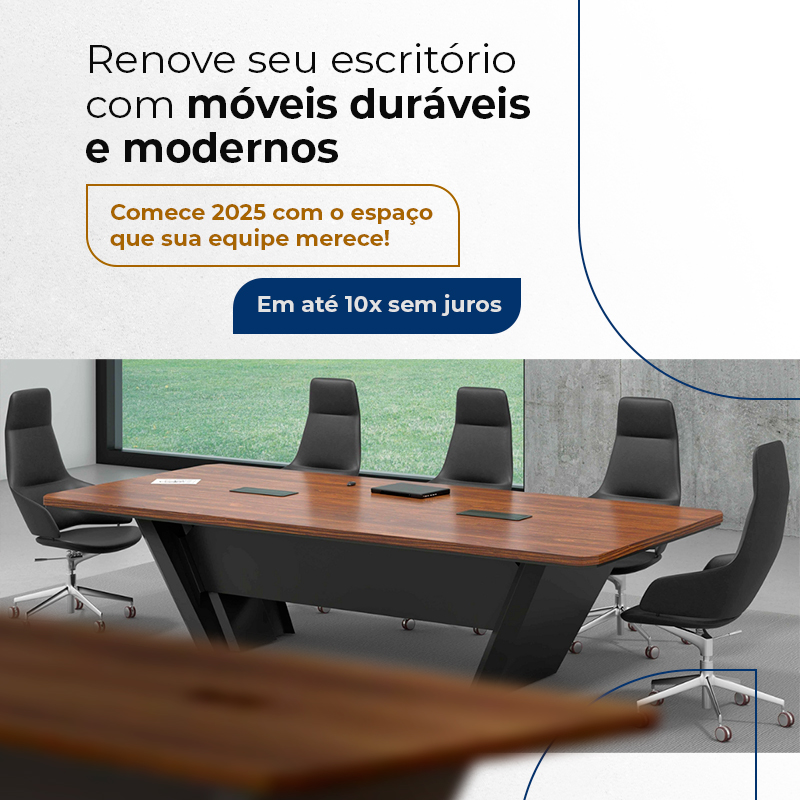 Renove seu escritório
com móveis duráveis
e modernos
Comece 2025 com o espaço
que sua equipe merece!
Em até 10x sem juros